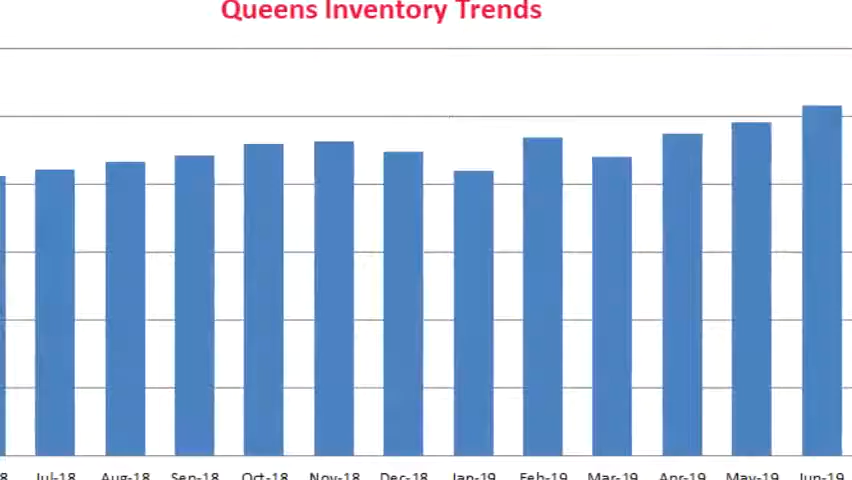 Queens Inventory Trends
8 Jul-18 Aug-18 Sep-18 Oct-18 Nov-18 Dec-18 Jan-19 Feb-19 Mar-19 Apr-19 May-19 Jun-19